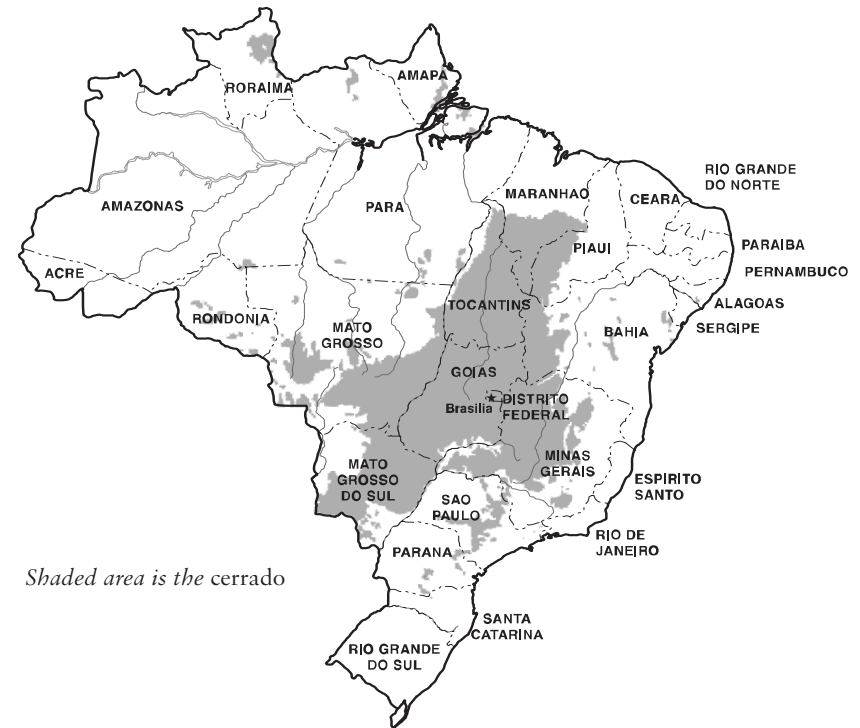 RORAIMA
AMAPA
AMAZONAS
PARA
MARANHAO
CEARA
RIO GRANDE
DO NORTE
PIAUI
PARAIBA
PERNAMBUCO
ACRE
ALAGOAS
SERGIPE
RONDONIA
MATO
GROSSO
TOCANTINS
BAHIA
GOIAS
Brasilia
DISTRITO
FEDERAL
MATO
GROSSO
DO SUL
MINAS
GERAIS
ESPIRITO
SANTO
SAO
PAULO
RIO DE
JANEIRO
PARANA
Shaded area is the cerrado
SANTA
CATARINA
RIO GRANDE
DO SUL